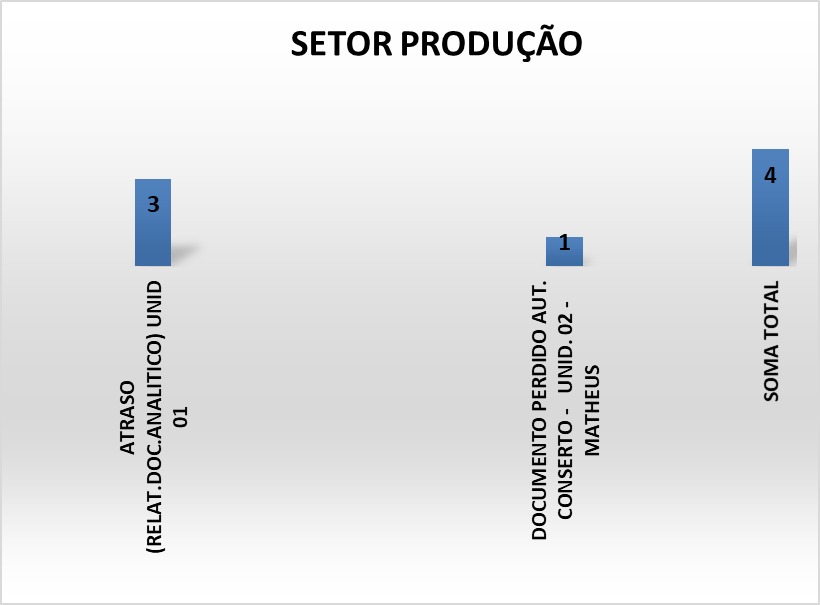 SETOR PRODUÇÃO
3
1
4
ATRASO
(RELAT.DOC.ANALITICO) UNID
01
DOCUMENTO PERDIDO AUT.
CONSERTO - UNID. 02 -
MATHEUS
SOMA TOTAL